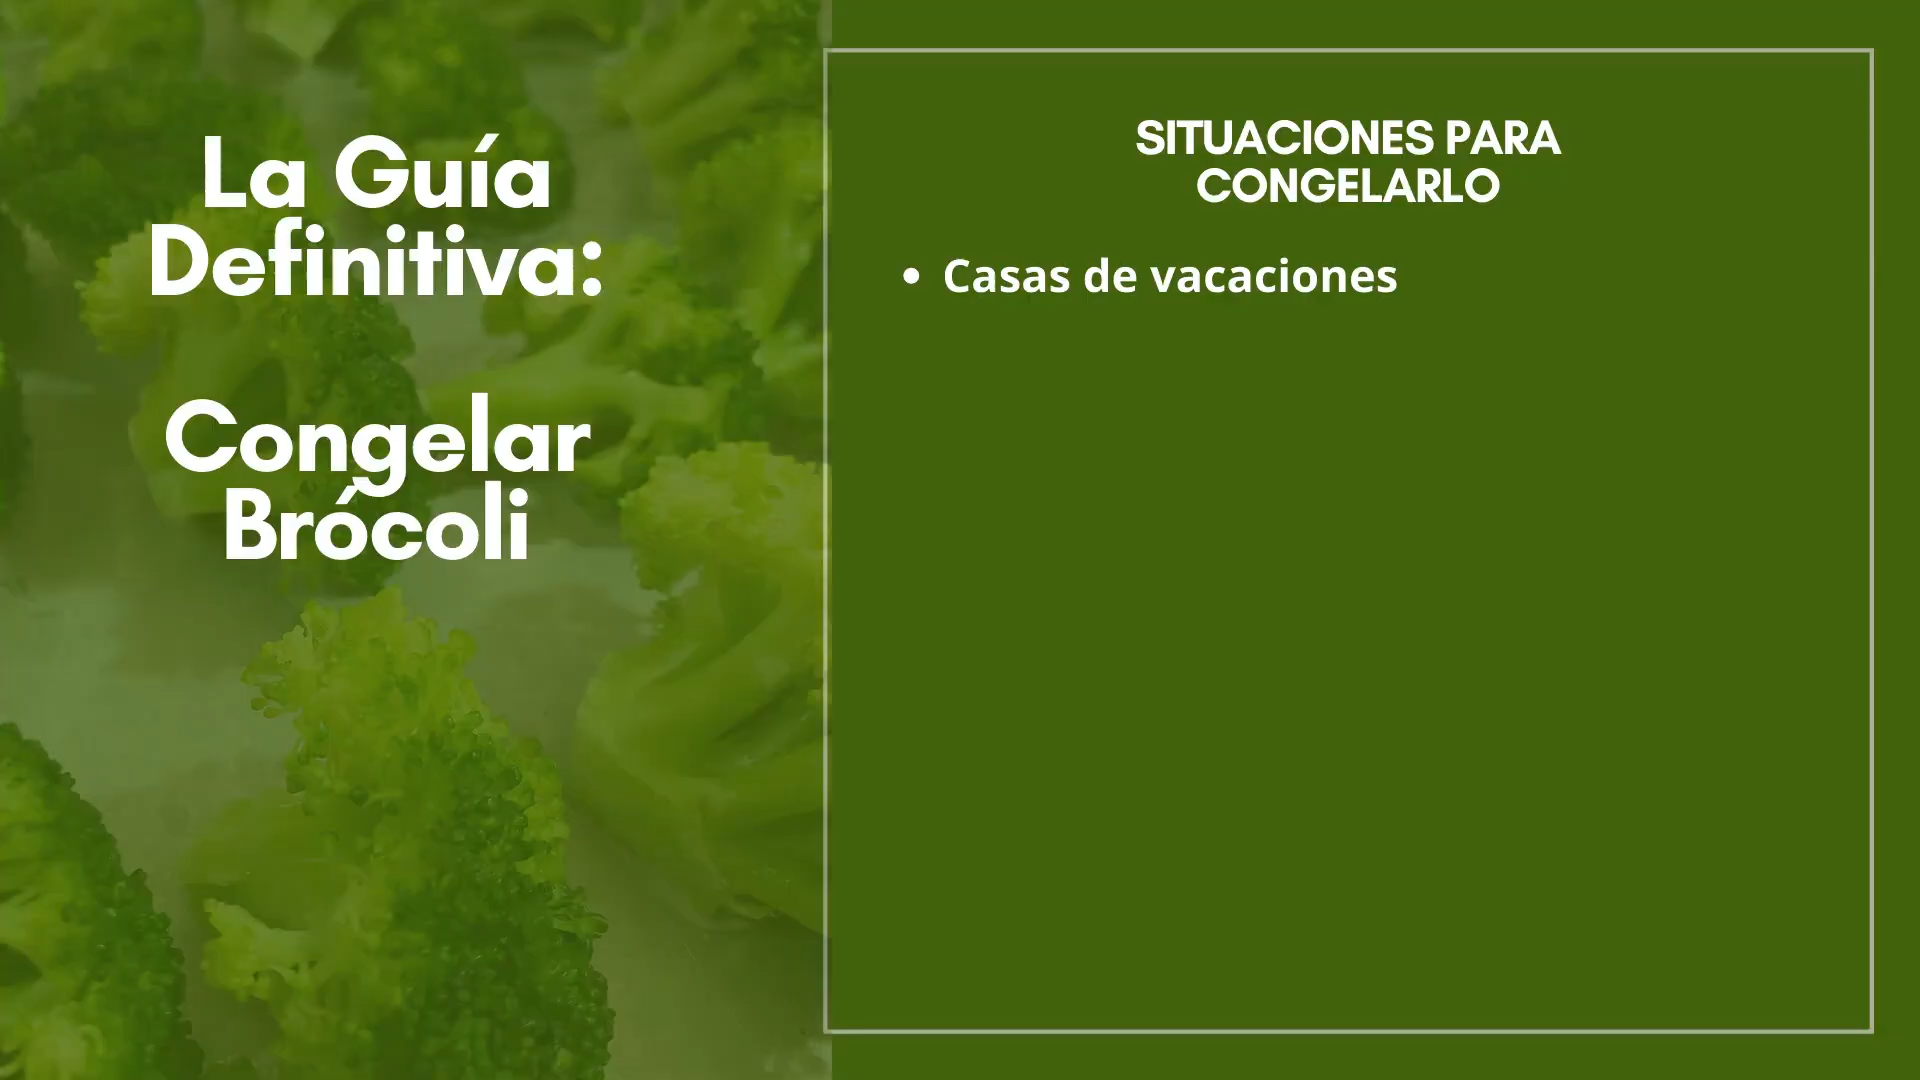 La Guía
Definitiva:
Congelar
Brócoli
SITUACIONES PARA
CONGELARLO
• Casas de vacaciones